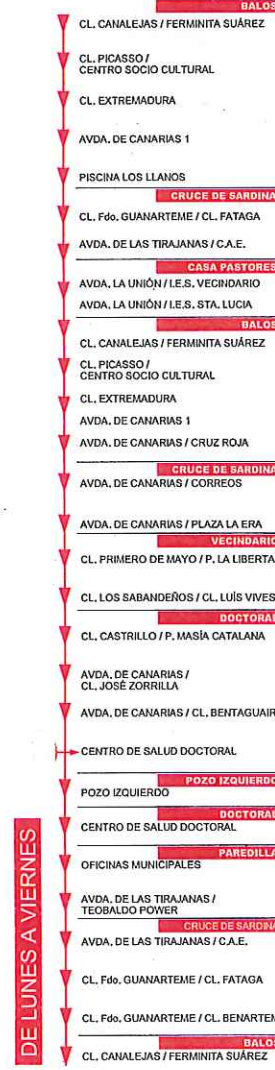 BALOS
CL. CANALEJAS / FERMINITA SUÁREZ
CL. PICASSO /
CENTRO SOCIO CULTURAL
CL. EXTREMADURA
AVDA. DE CANARIAS 1
PISCINA LOS LLANOS
CRUCE DE SARDINA
CL. Fdo. GUANARTEME / CL. FATAGA
AVDA. DE LAS TIRAJANAS / C.A.E.
CASA PASTORES
AVDA. LA UNIÓN / I.E.S. VECINDARIO
AVDA. LA UNIÓN / I.E.S. STA. LUCIA
BALOS
CL. CANALEJAS / FERMINITA SUÁREZ
CL. PICASSO /
CENTRO SOCIO CULTURAL
CL. EXTREMADURA
AVDA. DE CANARIAS 1
AVDA. DE CANARIAS / CRUZ ROJA
CRUCE DE SARDINA
AVDA. DE CANARIAS / CORREOS
AVDA. DE CANARIAS / PLAZA LA ERA
VECINDARIO
CL. PRIMERO DE MAYO / P. LA LIBERTA
CL. LOS SABANDEÑOS / CL. LUÍS VIVES
DOCTORAL
CL. CASTRILLO / P. MASÍA CATALANA
AVDA. DE CANARIAS /
CL. JOSÉ ZORRILLA
AVDA. DE CANARIAS / CL. BENTAGUAIR
CENTRO DE SALUD DOCTORAL
POZO IZQUIERDO
POZO IZQUIERDO
DOCTORAL
CENTRO DE SALUD DOCTORAL
PAREDILLA
OFICINAS MUNICIPALES
AVDA. DE LAS TIRAJANAS /
TEOBALDO POWER
CRUCE DE SARDINA
AVDA. DE LAS TIRAJANAS / C.A.E.
CL. Fdo. GUANARTEME / CL. FATAGA
CL. Fdo. GUANARTEME / CL. BENARTEM
BALOS
CL. CANALEJAS / FERMINITA SUÁREZ
DE LUNES A VIERNES